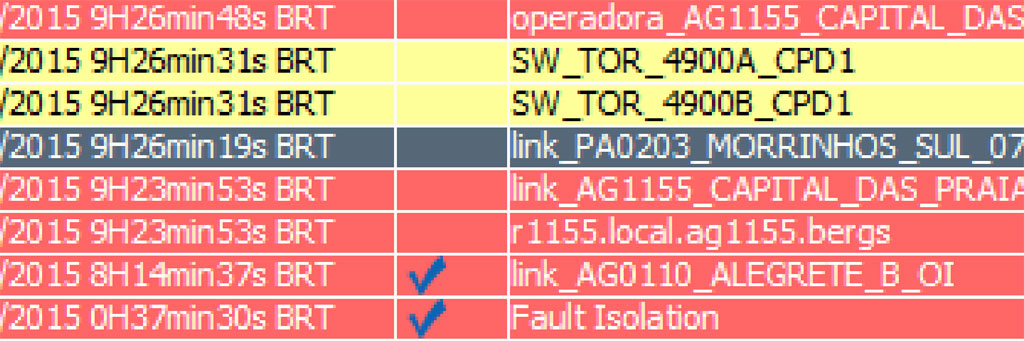 /2015 9H26min48s BRT operadora_AG1155_CAPITAL_DAS
/2015 9H26min31s BRT SW_TOR_4900A_CPD1
/2015 9H26min31s BRT SW_TOR_4900B_CPD1
/2015 9H26min19s BRT link_PA0203_MORRINHOS_SUL_07
/2015 9H23min53s BRT link_AG1155_CAPITAL_DAS_PRAIA
/2015 9H23min53s BRT r1155.local.ag1155.bergs
/2015 8H14min37s BRT link_AG0110_ALEGRETE_B_OI
/2015 0H37min30s BRT Fault Isolation